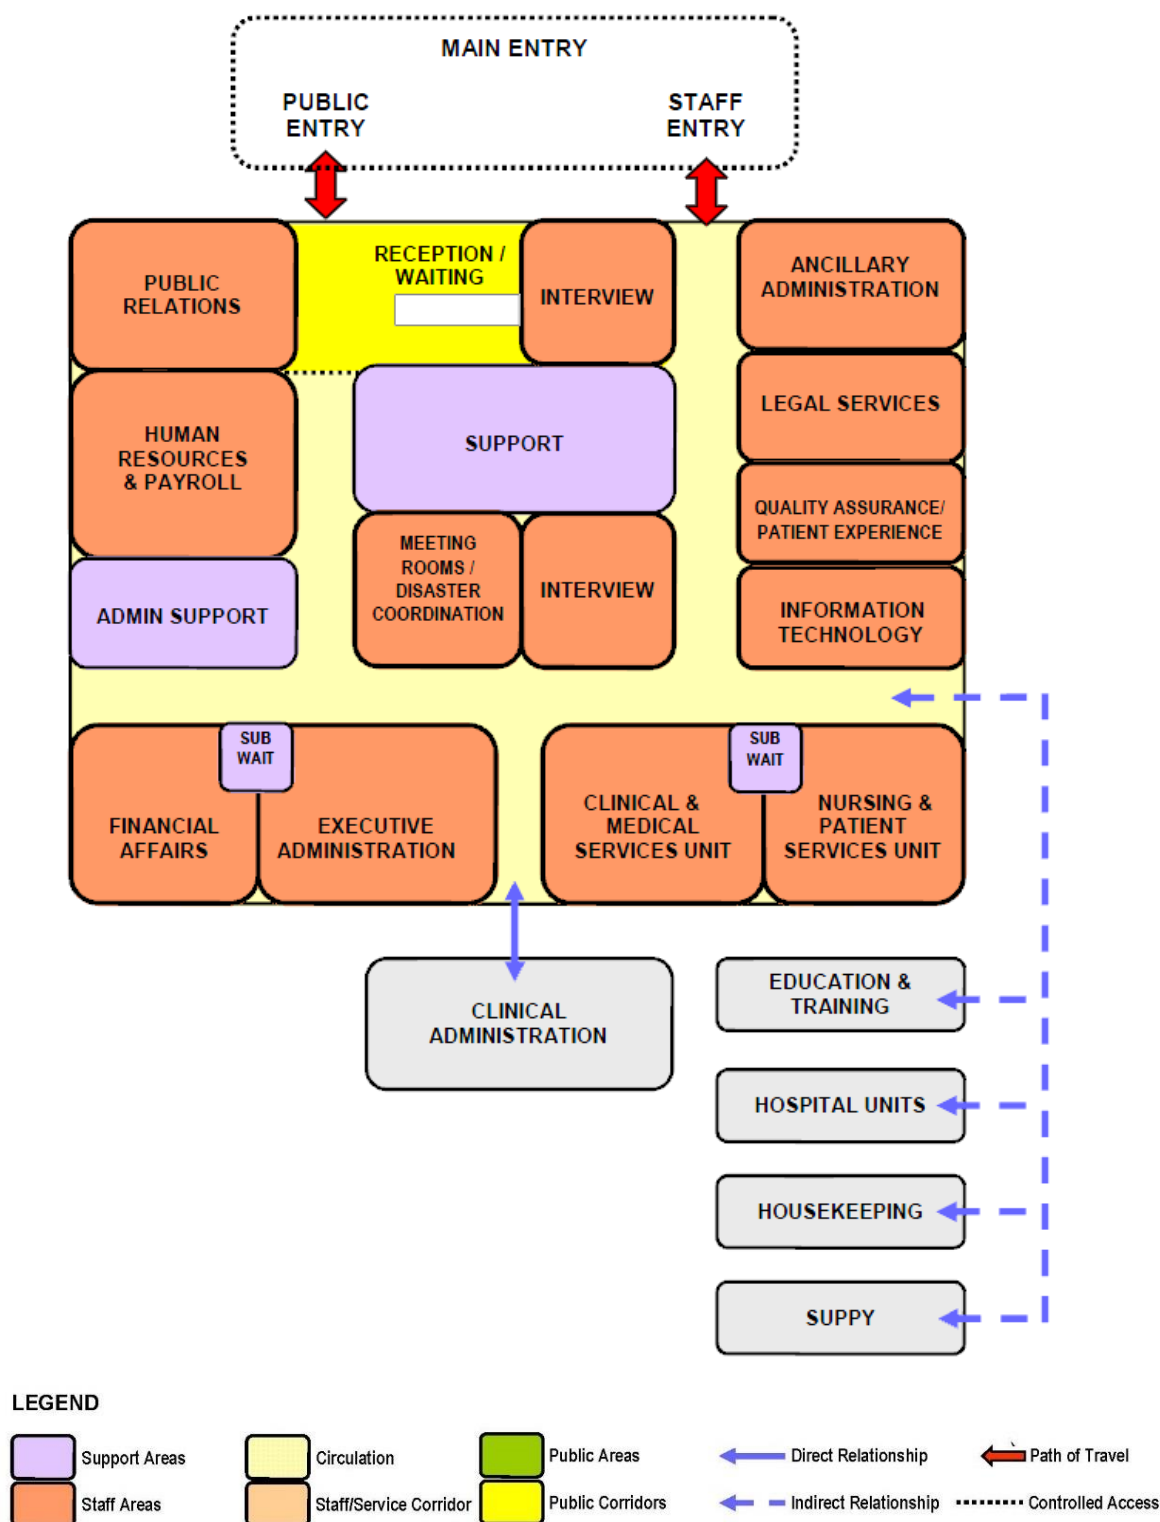 MAIN ENTRY
PUBLIC
ENTRY
STAFF
ENTRY
PUBLIC
RELATIONS
RECEPTION /
WAITING
INTERVIEW
ANCILLARY
ADMINISTRATION
HUMAN
RESOURCES
& PAYROLL
SUPPORT
LEGAL SERVICES
QUALITY ASSURANCE/
PATIENT EXPERIENCE
ADMIN SUPPORT
MEETING
ROOMS /
DISASTER
COORDINATION
INTERVIEW
INFORMATION
TECHNOLOGY
SUB
WAIT
FINANCIAL
AFFAIRS
EXECUTIVE
ADMINISTRATION
SUB
WAIT
CLINICAL &
MEDICAL
SERVICES UNIT
NURSING &
PATIENT
SERVICES UNIT
CLINICAL
ADMINISTRATION
EDUCATION &
TRAINING
HOSPITAL UNITS
HOUSEKEEPING
SUPPY
LEGEND
Support Areas
Circulation
Public Areas
Direct Relationship
Path of Travel
Staff Areas
Staff/Service Corridor
Public Corridors
Indirect Relationship
Controlled Access